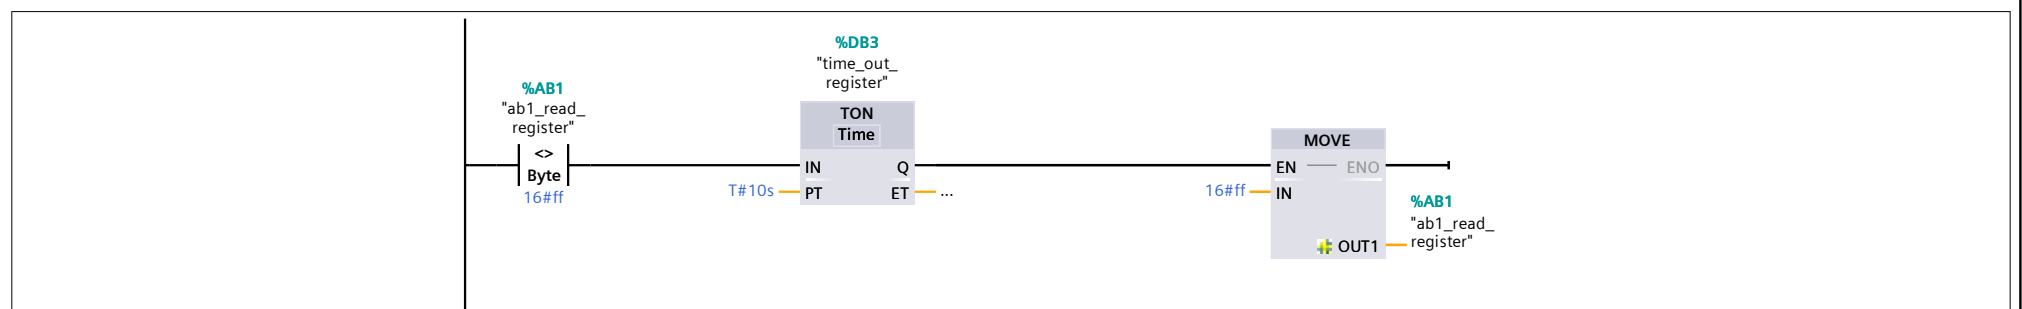 %AB1
"ab1_read_
register"
<>
Byte
16#ff
%DB3
"time_out_
register"
TON
Time
IN Q
T#10s PT ET ...
MOVE
EN ENO
16#ff IN
OUT1
%AB1
"ab1_read_
register"